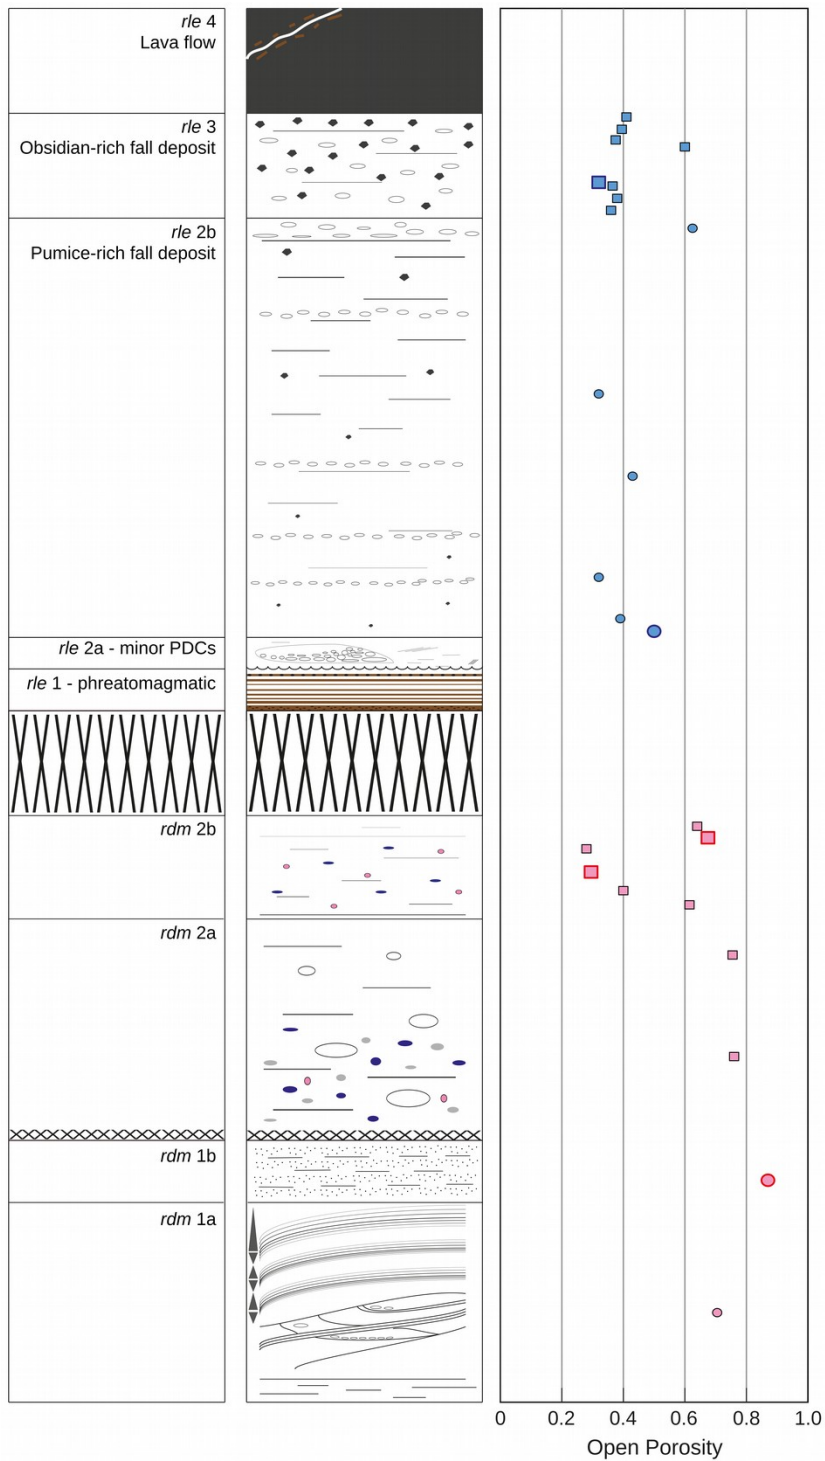 rle 4
Lava flow
rle 3
Obsidian-rich fall deposit
rle 2b
Pumice-rich fall deposit
rle 2a - minor PDCs
rle 1 - phreatomagmatic
rdm 2b
rdm 2a
rdm 1b
rdm 1a
0 0.2 0.4 0.6 0.8 1.0
Open Porosity